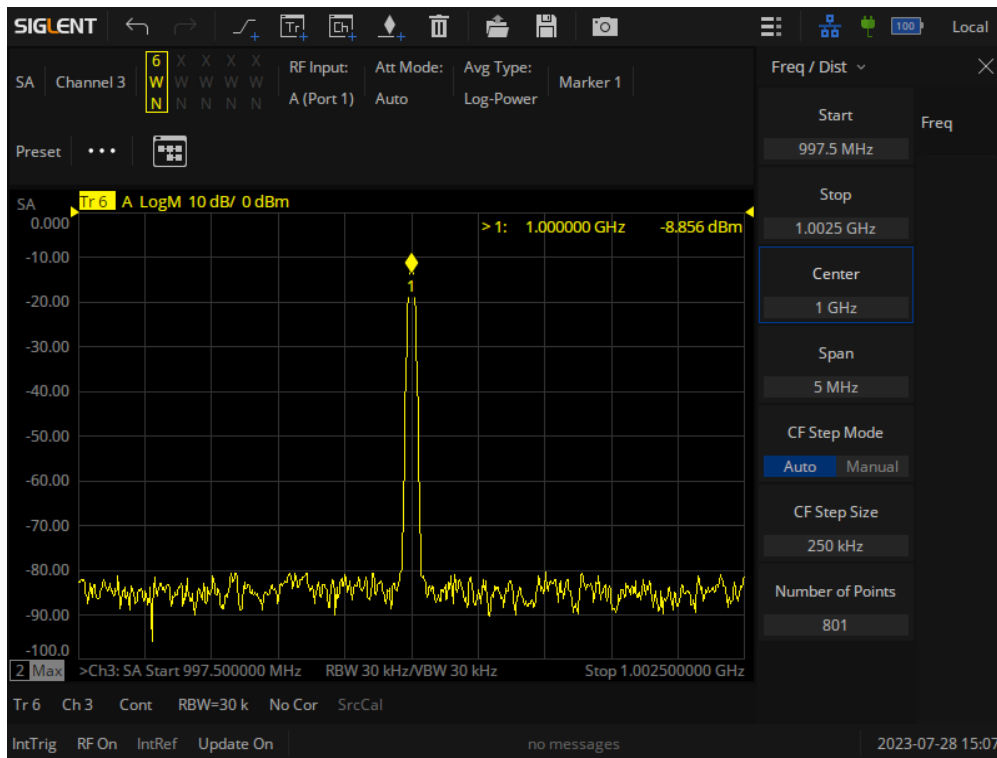 SIGLENT Tr Ch 100 Local
SA Channel 3 6 X X X X W W W W W N N N N N
RF Input: Att Mode: Avg Type: Marker 1
A (Port 1) Auto Log-Power
Preset ···
Freq / Dist
Freq
Start
997.5 MHz
Stop
1.0025 GHz
Center
1 GHz
Span
5 MHz
CF Step Mode
Auto Manual
CF Step Size
250 kHz
Number of Points
801
SA Tr 6 A LogM 10 dB/ 0 dBm
> 1: 1.000000 GHz -8.856 dBm
1
0.000
-10.00
-20.00
-30.00
-40.00
-50.00
-60.00
-70.00
-80.00
-90.00
-100.0
2 Max >Ch3: SA Start 997.500000 MHz RBW 30 kHz/VBW 30 kHz Stop 1.002500000 GHz
Tr 6 Ch 3 Cont RBW=30 k No Cor SrcCal
IntTrig RF On IntRef Update On no messages 2023-07-28 15:07